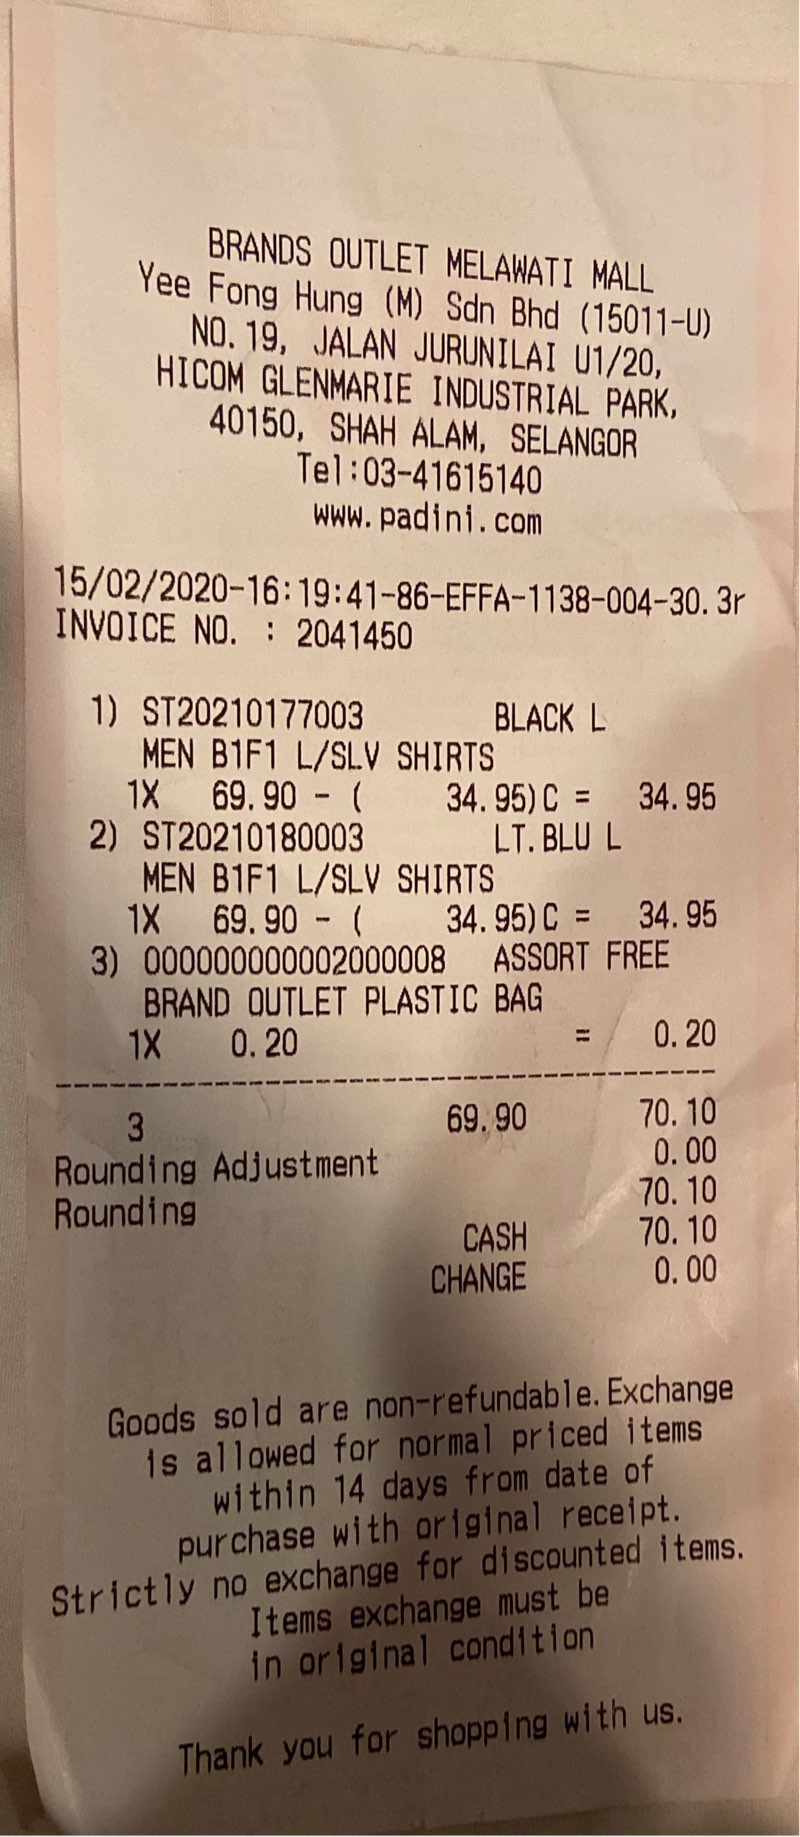 BRANDS OUTLET MELAWATI MALL
Yee Fong Hung (M) Sdn Bhd (15011-U)
NO.19, JALAN JURUNILAI U1/20,
HICOM GLENMARIE INDUSTRIAL PARK,
40150, SHAH ALAM, SELANGOR
Tel:03-41615140
www.padini.com
15/02/2020-16:19:41-86-EFFA-1138-004-30.3r
INVOICE NO. : 2041450
1) ST20210177003 BLACK L
MEN B1F1 L/SLV SHIRTS
1X 69.90 - ( 34.95)C = 34.95
2) ST20210180003 LT.BLU L
MEN B1F1 L/SLV SHIRTS
1X 69.90 - ( 34.95)C = 34.95
3) 000000000002000008 ASSORT FREE
BRAND OUTLET PLASTIC BAG
1X 0.20 = 0.20
--------------------------------------------------
3 69.90 70.10
Rounding Adjustment 0.00
Rounding 70.10
CASH 70.10
CHANGE 0.00
Goods sold are non-refundable.Exchange
is allowed for normal priced items
within 14 days from date of
purchase with original receipt.
Strictly no exchange for discounted items.
Items exchange must be
in original condition
Thank you for shopping with us.